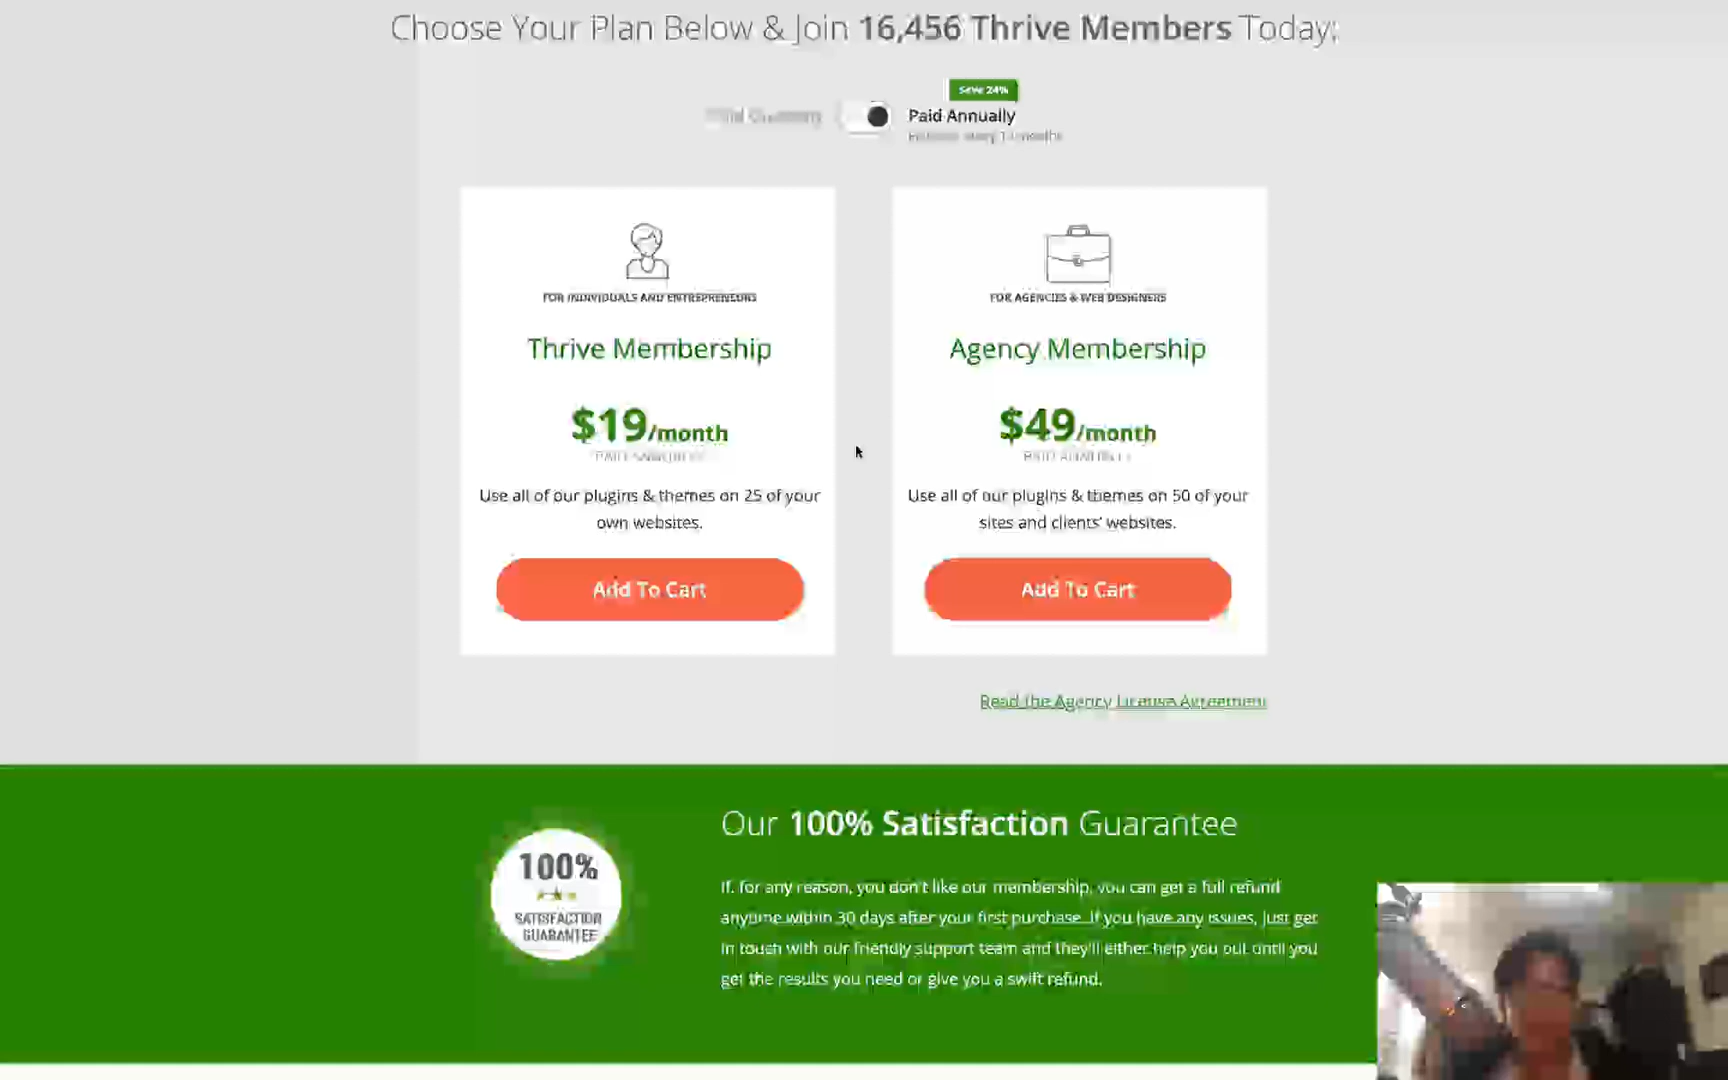 Choose Your Plan Below & Join 16,456 Thrive Members Today:
Save 24%
Paid Annually
FOR INDIVIDUALS AND ENTREPRENEURS
Thrive Membership
$19/month
Use all of our plugins & themes on 25 of your
own websites.
Add To Cart
FOR AGENCIES & WEB DESIGNERS
Agency Membership
$49/month
Use all of our plugins & themes on 50 of your
sites and clients' websites.
Add To Cart
Read the Agency License Agreement
100%
SATISFACTION
GUARANTEE
Our 100% Satisfaction Guarantee
If, for any reason, you don't like our membership, you can get a full refund
anytime within 30 days after your first purchase. If you have any issues, just get
in touch with our friendly support team and they'll either help you out until you
get the results you need or give you a swift refund.